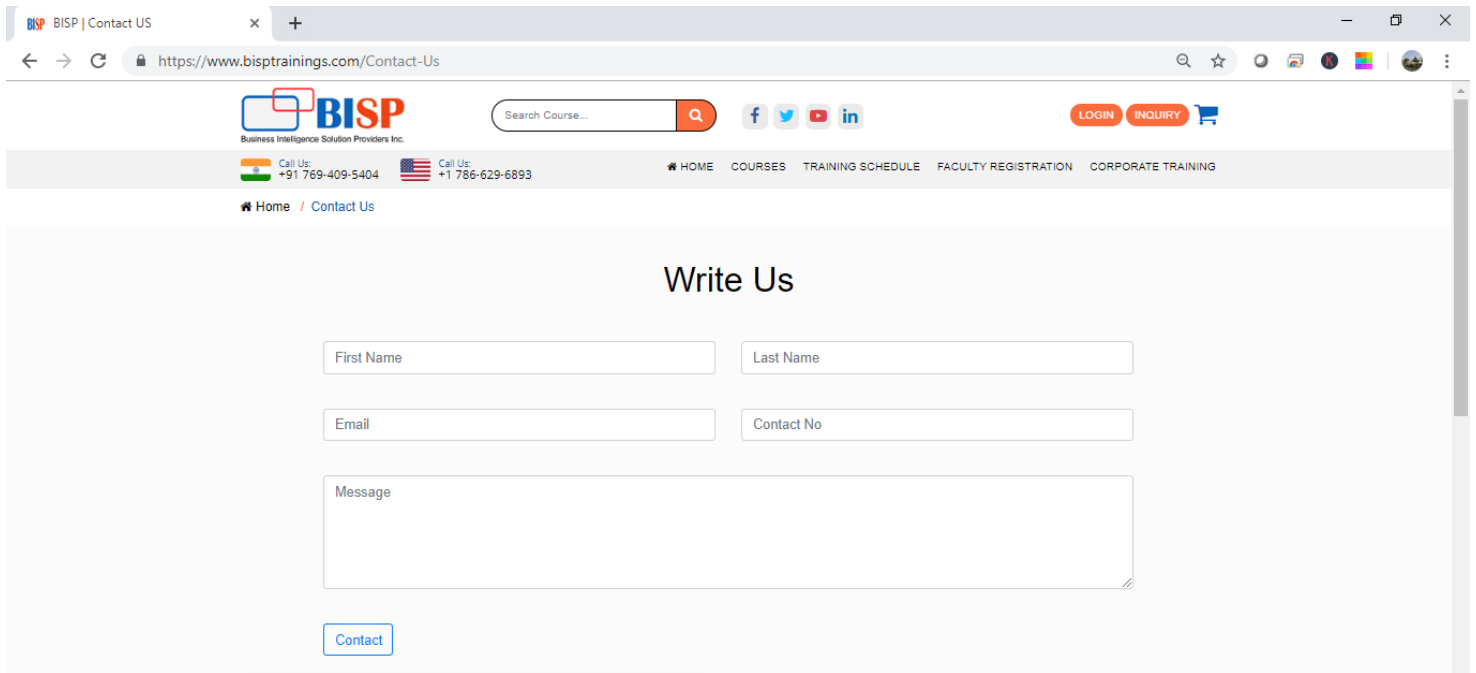 BISP BISP | Contact US
https://www.bisptrainings.com/Contact-Us
K
BISP
Business Intelligence Solution Providers Inc.
Search Course...
f in
LOGIN INQUIRY
Call Us:
+91 769-409-5404
Call Us:
+1 786-629-6893
HOME COURSES TRAINING SCHEDULE FACULTY REGISTRATION CORPORATE TRAINING
Home / Contact Us
Write Us
First Name Last Name
Email Contact No
Message
Contact